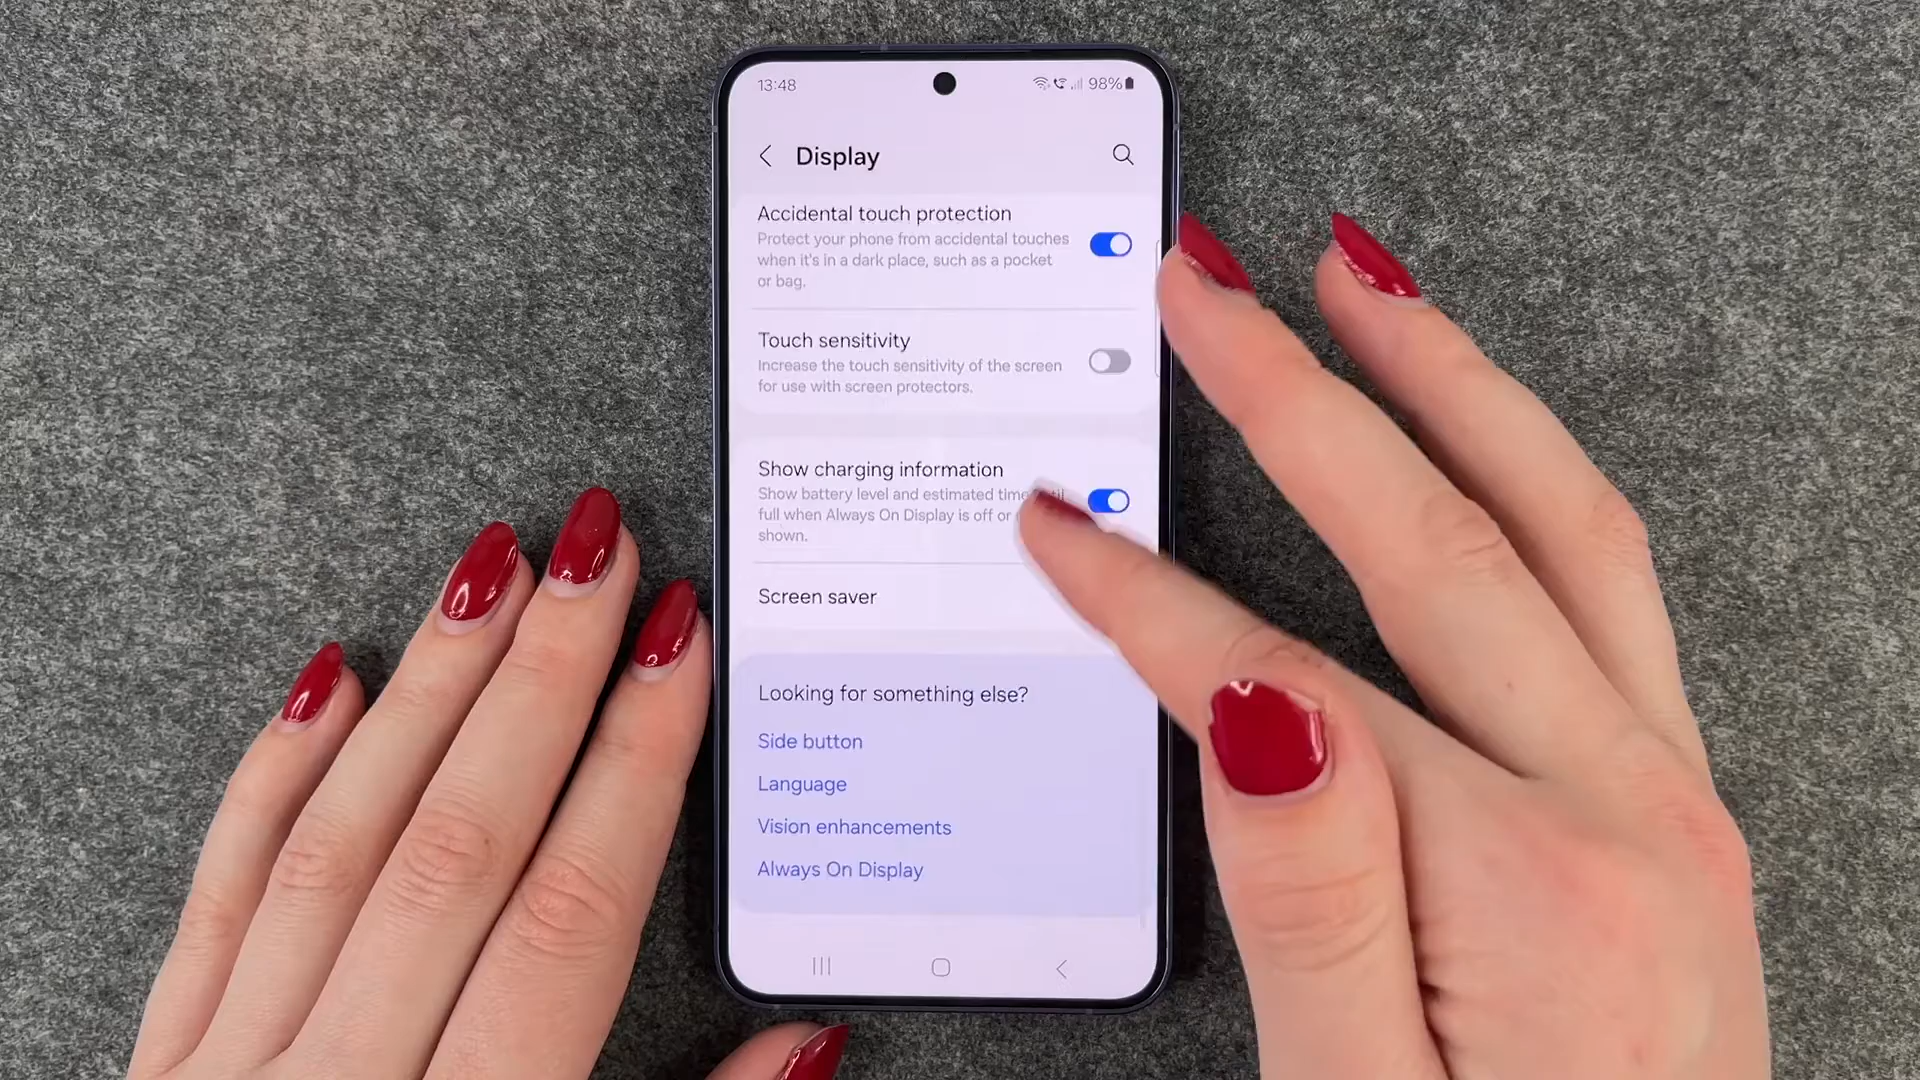 13:48 98%
Display
Accidental touch protection
Protect your phone from accidental touches
when it's in a dark place, such as a pocket
or bag.
Touch sensitivity
Increase the touch sensitivity of the screen
for use with screen protectors.
Show charging information
Show battery level and estimated time
full when Always On Display is off or
shown.
Screen saver
Looking for something else?
Side button
Language
Vision enhancements
Always On Display